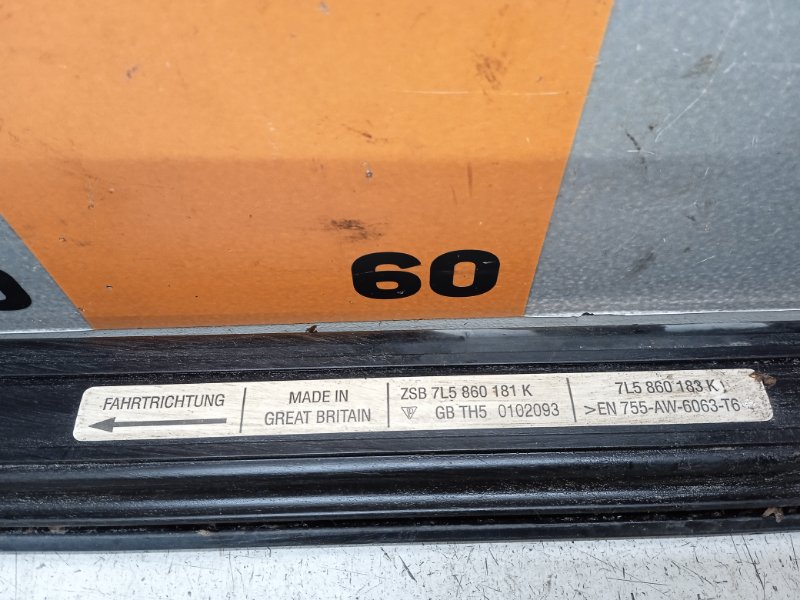 60
FAHRTRICHTUNG
MADE IN
GREAT BRITAIN
ZSB 7L5 860 181 K
GB TH5 0102093
7L5 860 183 K
>EN 755-AW-6063-T6